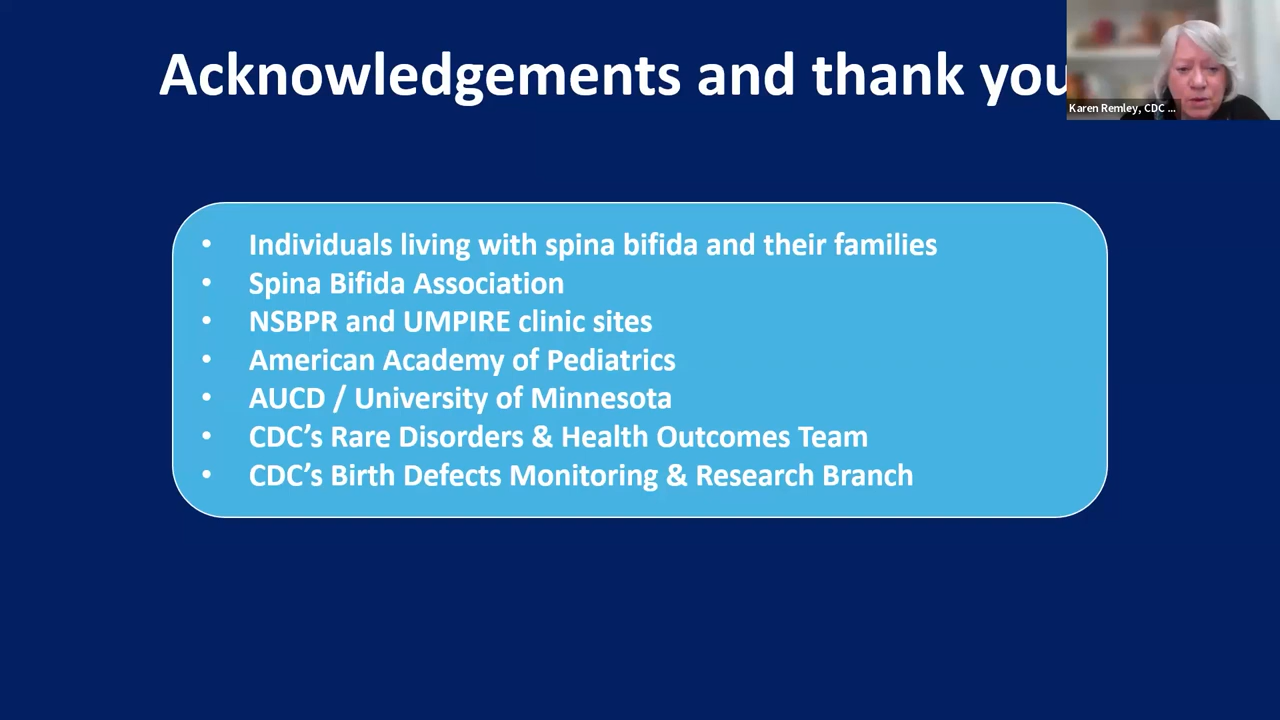 Acknowledgements and thank you
Karen Remley, CDC ...
• Individuals living with spina bifida and their families
• Spina Bifida Association
• NSBPR and UMPIRE clinic sites
• American Academy of Pediatrics
• AUCD / University of Minnesota
• CDC’s Rare Disorders & Health Outcomes Team
• CDC’s Birth Defects Monitoring & Research Branch